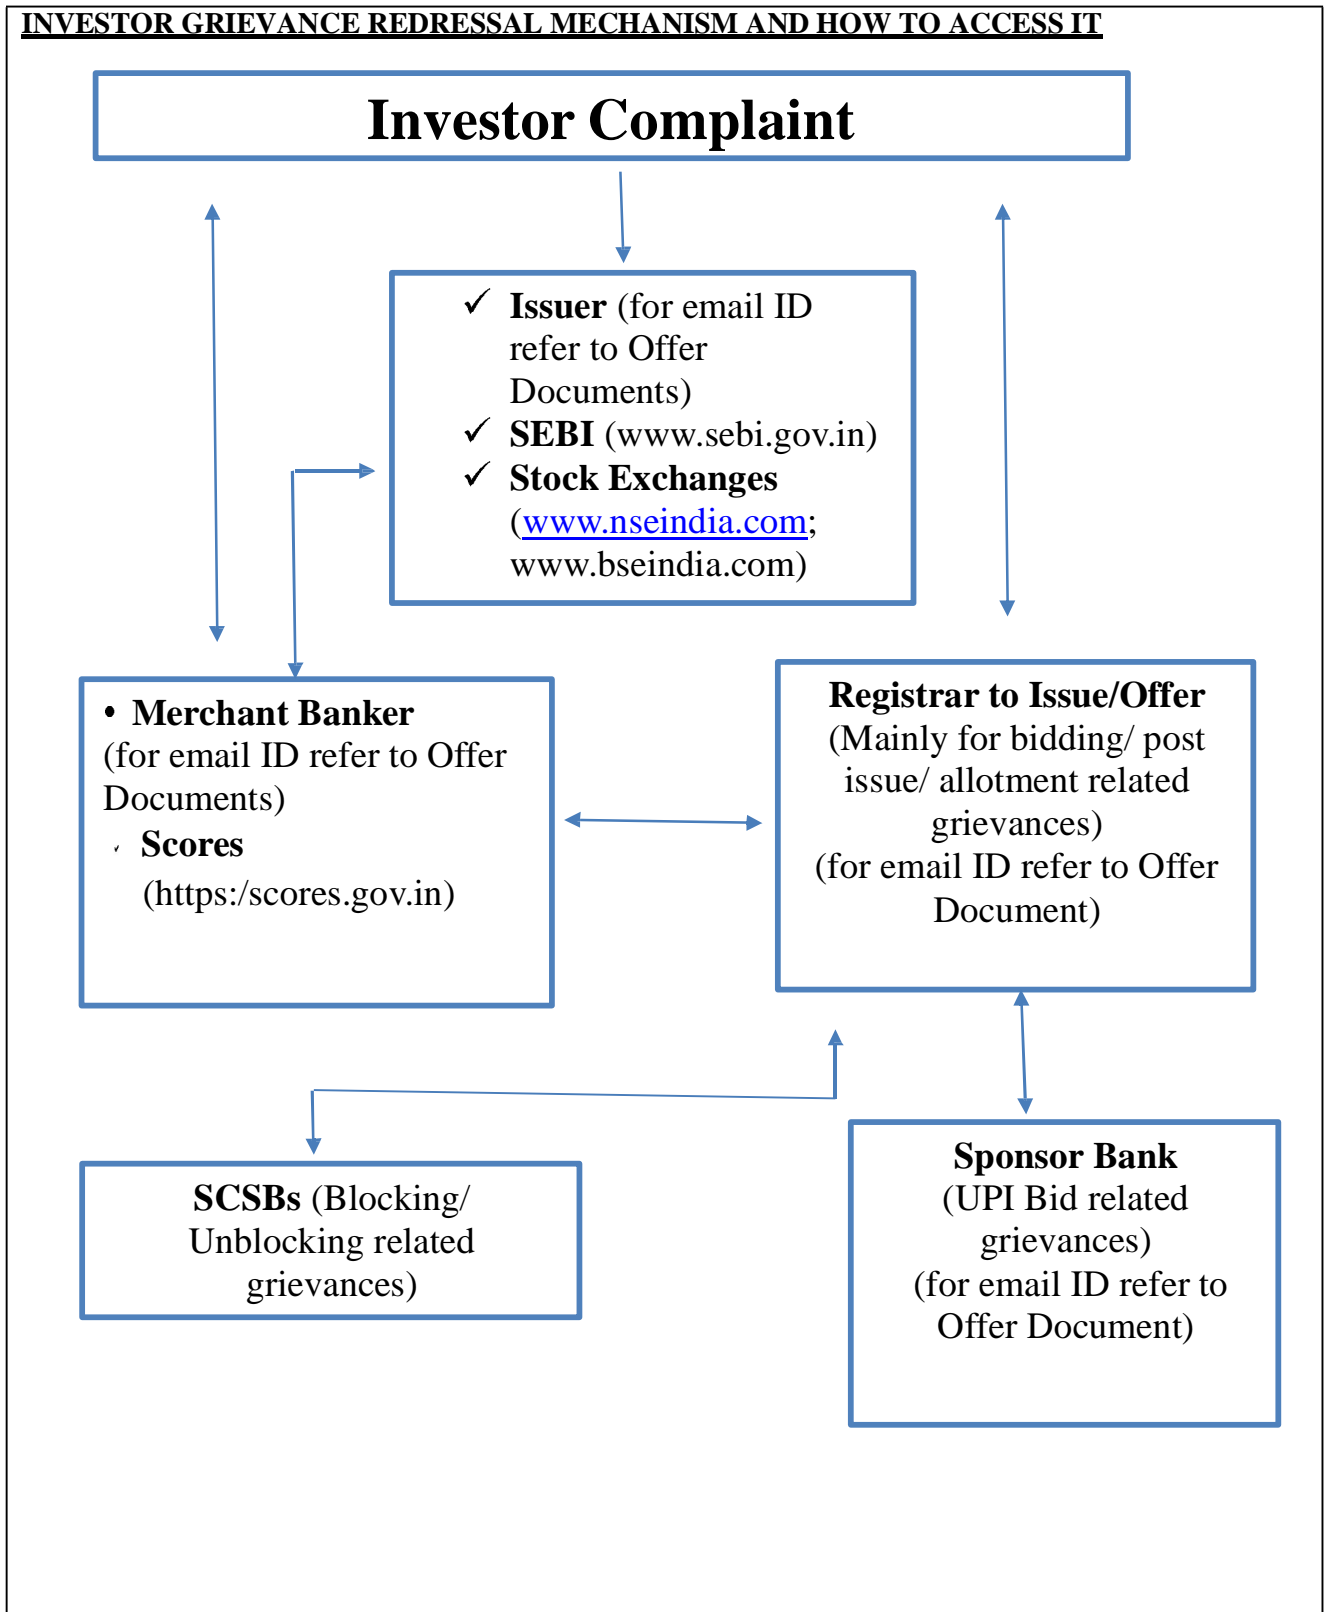 INVESTOR GRIEVANCE REDRESSAL MECHANISM AND HOW TO ACCESS IT
Investor Complaint
✓ Issuer (for email ID
refer to Offer
Documents)
✓ SEBI (www.sebi.gov.in)
✓ Stock Exchanges
(www.nseindia.com;
www.bseindia.com)
• Merchant Banker
(for email ID refer to Offer
Documents)
✓ Scores
(https:/scores.gov.in)
Registrar to Issue/Offer
(Mainly for bidding/ post
issue/ allotment related
grievances)
(for email ID refer to Offer
Document)
SCSBs (Blocking/
Unblocking related
grievances)
Sponsor Bank
(UPI Bid related
grievances)
(for email ID refer to
Offer Document)